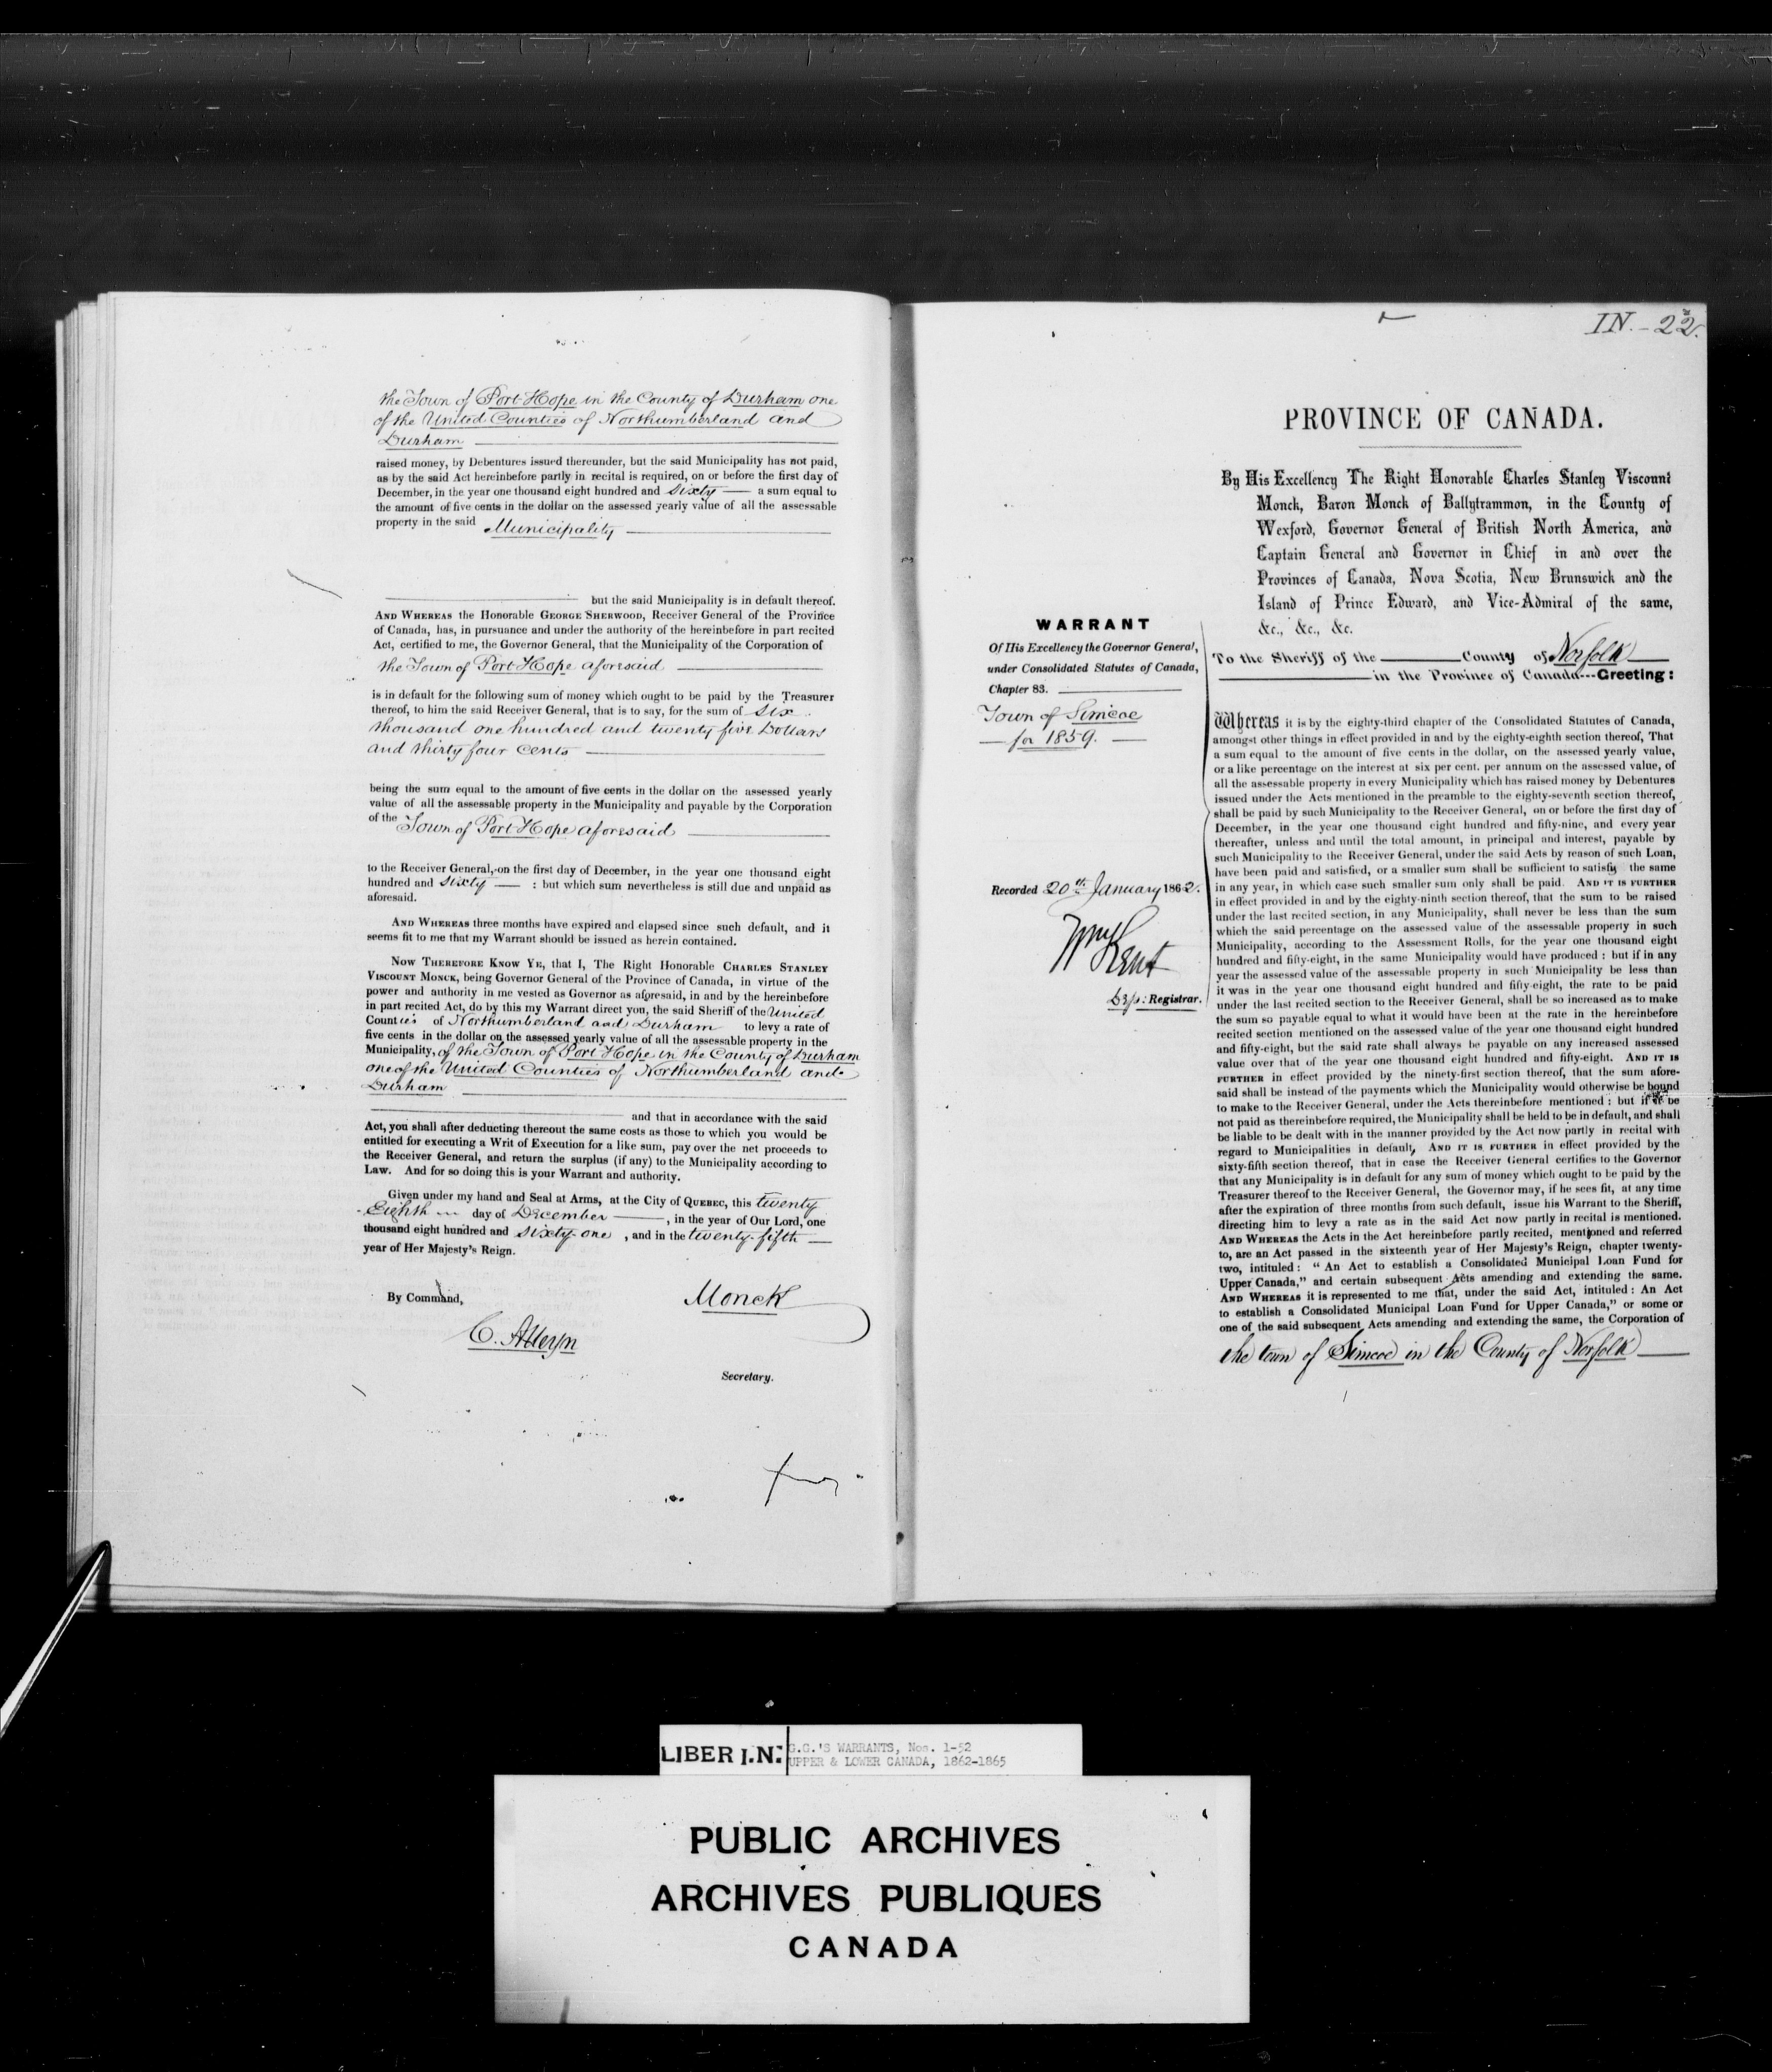 the Town of Port Hope in the County of Durham one
of the United Counties of Northumberland and
Durham
raised money, by Debentures issued thereunder, but the said Municipality has not paid,
as by the said Act hereinbefore partly in recital is required, on or before the first day of
December, in the year one thousand eight hundred and sixty a sum equal to
the amount of five cents in the dollar on the assessed yearly value of all the assessable
property in the said Municipality
but the said Municipality is in default thereof.
AND WHEREAS the Honorable GEORGE SHERWOOD, Receiver General of the Province
of Canada, has, in pursuance and under the authority of the hereinbefore in part recited
Act, certified to me, the Governor General, that the Municipality of the Corporation of
the Town of Port Hope aforesaid
is in default for the following sum of money which ought to be paid by the Treasurer
thereof, to him the said Receiver General, that is to say, for the sum of six
thousand one hundred and twenty five Dollars
and thirty four cents
being the sum equal to the amount of five cents in the dollar on the assessed yearly
value of all the assessable property in the Municipality and payable by the Corporation
of the Town of Port Hope aforesaid
to the Receiver General, on the first day of December, in the year one thousand eight
hundred and sixty : but which sum nevertheless is still due and unpaid as
aforesaid.
AND WHEREAS three months have expired and elapsed since such default, and it
seems fit to me that my Warrant should be issued as herein contained.
NOW THEREFORE KNOW YE, that I, The Right Honorable CHARLES STANLEY
VISCOUNT MONCK, being Governor General of the Province of Canada, in virtue of the
power and authority in me vested as Governor as aforesaid, in and by the hereinbefore
in part recited Act, do by this my Warrant direct you, the said Sheriff of the United
Counties of Northumberland and Durham to levy a rate of
five cents in the dollar on the assessed yearly value of all the assessable property in the
Municipality, of the Town of Port Hope in the County of Durham
one of the United Counties of Northumberland and
Durham
and that in accordance with the said
Act, you shall after deducting thereout the same costs as those to which you would be
entitled for executing a Writ of Execution for a like sum, pay over the net proceeds to
the Receiver General, and return the surplus (if any) to the Municipality according to
Law. And for so doing this is your Warrant and authority.
Given under my hand and Seal at Arms, at the City of QUEBEC, this twenty
Eighth day of December , in the year of Our Lord, one
thousand eight hundred and sixty-one , and in the twenty-fifth
year of Her Majesty's Reign.
By Command,
Monck
C. Alleyn
Secretary.
IN.-22.
PROVINCE OF CANADA.
By His Excellency The Right Honorable Charles Stanley Viscount
Monck, Baron Monck of Ballytrammon, in the County of
Wexford, Governor General of British North America, and
Captain General and Governor in Chief in and over the
Provinces of Canada, Nova Scotia, New Brunswick and the
Island of Prince Edward, and Vice-Admiral of the same,
&c., &c., &c.
WARRANT
Of His Excellency the Governor General,
under Consolidated Statutes of Canada,
Chapter 83.
Town of Simcoe
for 1859.
Recorded 20th January 1862.
Wm Kent
Dep: Registrar.
To the Sheriff of the County of Norfolk
in the Province of Canada---Greeting:
Whereas it is by the eighty-third chapter of the Consolidated Statutes of Canada,
amongst other things in effect provided in and by the eighty-eighth section thereof, That
a sum equal to the amount of five cents in the dollar, on the assessed yearly value,
or a like percentage on the interest at six per cent. per annum on the assessed value, of
all the assessable property in every Municipality which has raised money by Debentures
issued under the Acts mentioned in the preamble to the eighty-seventh section thereof,
shall be paid by such Municipality to the Receiver General, on or before the first day of
December, in the year one thousand eight hundred and fifty-nine, and every year
thereafter, unless and until the total amount, in principal and interest, payable by
such Municipality to the Receiver General, under the said Acts by reason of such Loan,
have been paid and satisfied, or a smaller sum shall be sufficient to satisfy the same
in any year, in which case such smaller sum only shall be paid. AND IT IS FURTHER
in effect provided in and by the eighty-ninth section thereof, that the sum to be raised
under the last recited section, in any Municipality, shall never be less than the sum
which the said percentage on the assessed value of the assessable property in such
Municipality, according to the Assessment Rolls, for the year one thousand eight
hundred and fifty-eight, in the same Municipality would have produced : but if in any
year the assessed value of the assessable property in such Municipality be less than
it was in the year one thousand eight hundred and fifty-eight, the rate to be paid
under the last recited section to the Receiver General, shall be so increased as to make
the sum so payable equal to what it would have been at the rate in the hereinbefore
recited section mentioned on the assessed value of the year one thousand eight hundred
and fifty-eight, but the said rate shall always be payable on any increased assessed
value over that of the year one thousand eight hundred and fifty-eight. AND IT IS
FURTHER in effect provided by the ninety-first section thereof, that the sum afore-
said shall be instead of the payments which the Municipality would otherwise be bound
to make to the Receiver General, under the Acts thereinbefore mentioned : but if it be
not paid as thereinbefore required, the Municipality shall be held to be in default, and shall
be liable to be dealt with in the manner provided by the Act now partly in recital with
regard to Municipalities in default, AND IT IS FURTHER in effect provided by the
sixty-fifth section thereof, that in case the Receiver General certifies to the Governor
that any Municipality is in default for any sum of money which ought to be paid by the
Treasurer thereof to the Receiver General, the Governor may, if he sees fit, at any time
after the expiration of three months from such default, issue his Warrant to the Sheriff,
directing him to levy a rate as in the said Act now partly in recital is mentioned.
AND WHEREAS the Acts in the Act hereinbefore partly recited, mentioned and referred
to, are an Act passed in the sixteenth year of Her Majesty's Reign, chapter twenty-
two, intituled : "An Act to establish a Consolidated Municipal Loan Fund for
Upper Canada," and certain subsequent Acts amending and extending the same.
AND WHEREAS it is represented to me that, under the said Act, intituled : An Act
to establish a Consolidated Municipal Loan Fund for Upper Canada," or some or
one of the said subsequent Acts amending and extending the same, the Corporation of
the town of Simcoe in the County of Norfolk
LIBER I.N:
G.G.'S WARRANTS, Nos. 1-52
UPPER & LOWER CANADA, 1862-1865
PUBLIC ARCHIVES
ARCHIVES PUBLIQUES
CANADA